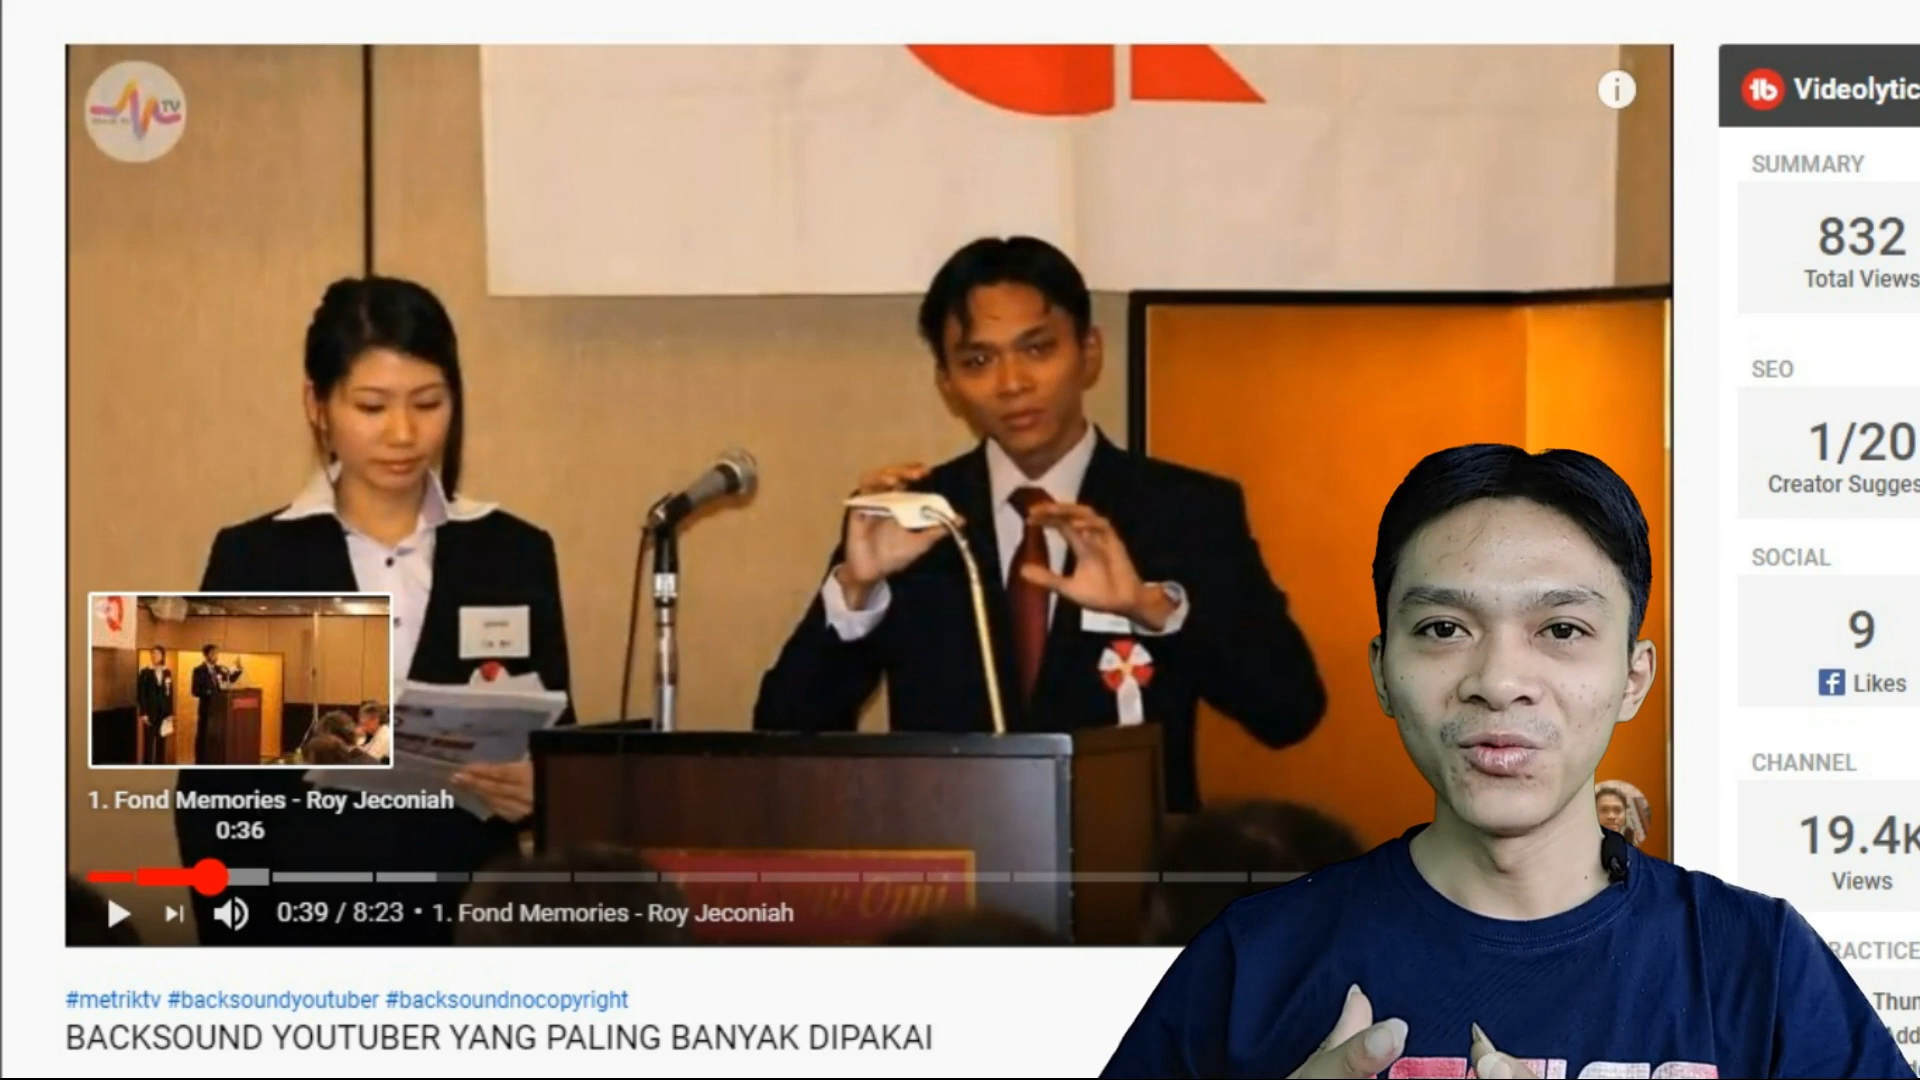 TV
Videolytic
SUMMARY
832
Total Views
SEO
1/20
Creator Sugges
SOCIAL
9
f Likes
CHANNEL
19.4K
Views
RACTICE
Thun
Add
1. Fond Memories - Roy Jeconiah
0:36
0:39 / 8:23 • 1. Fond Memories - Roy Jeconiah
#metriktv #backsoundyoutuber #backsoundnocopyright
BACKSOUND YOUTUBER YANG PALING BANYAK DIPAKAI